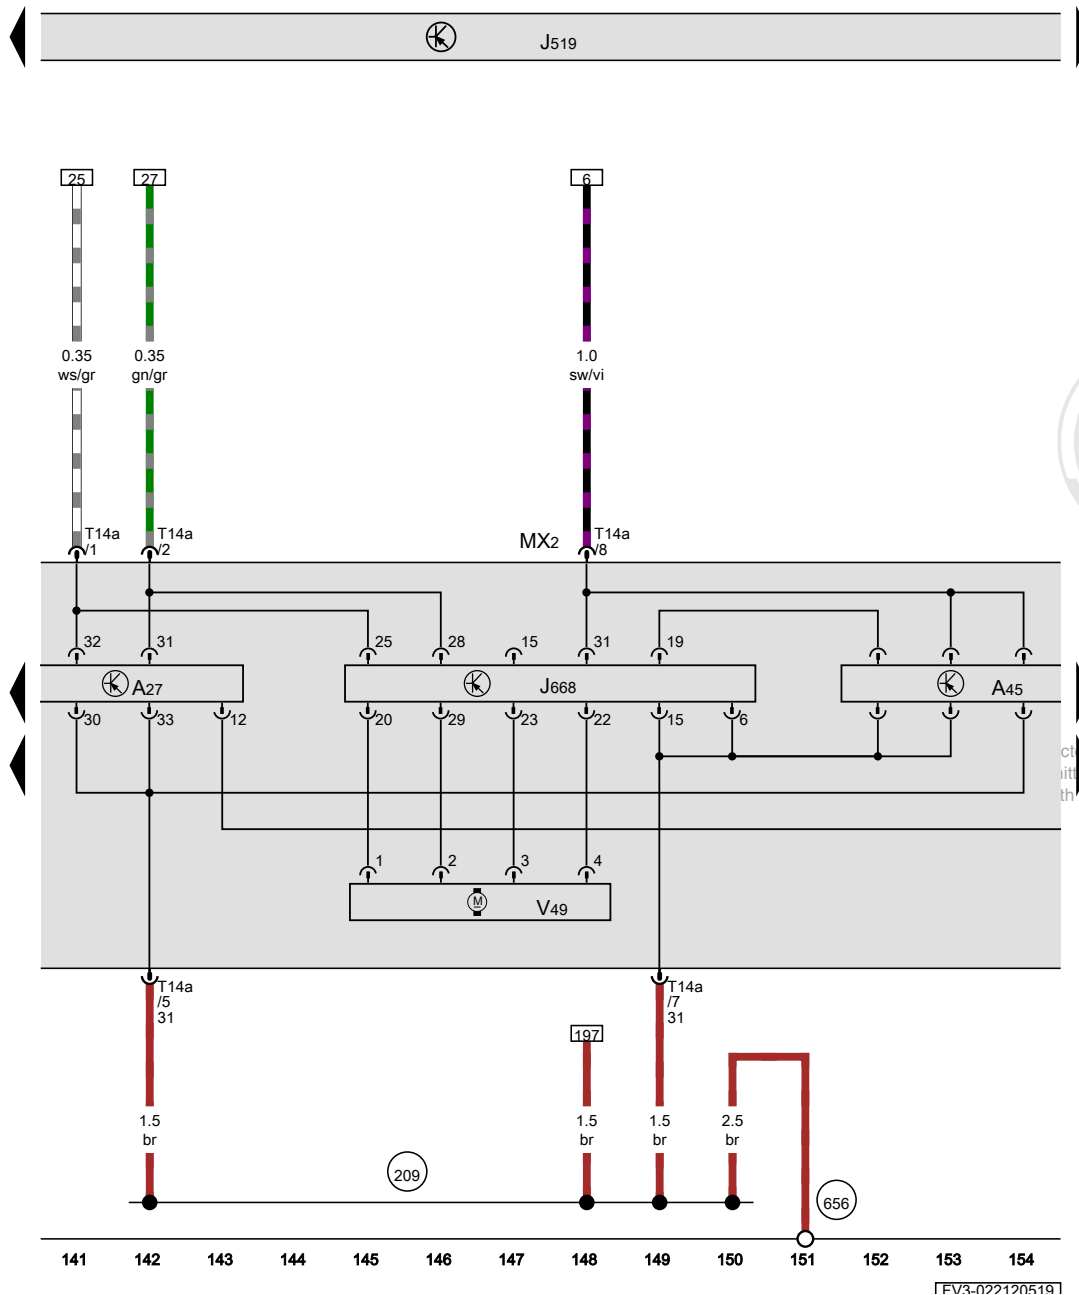 J519
25 27 6
0.35 0.35 1.0
ws/gr gn/gr sw/vi
T14a T14a MX2 T14a
/1 /2 /8
32 31 25 28 15 31 19
A27 J668 A45
30 33 12 20 29 23 22 15 6
1 2 3 4
M V49
T14a T14a
/5 /7
31 31
197
1.5 1.5 1.5 2.5
br br br br
209 656
141 142 143 144 145 146 147 148 149 150 151 152 153 154
EV3-022120519